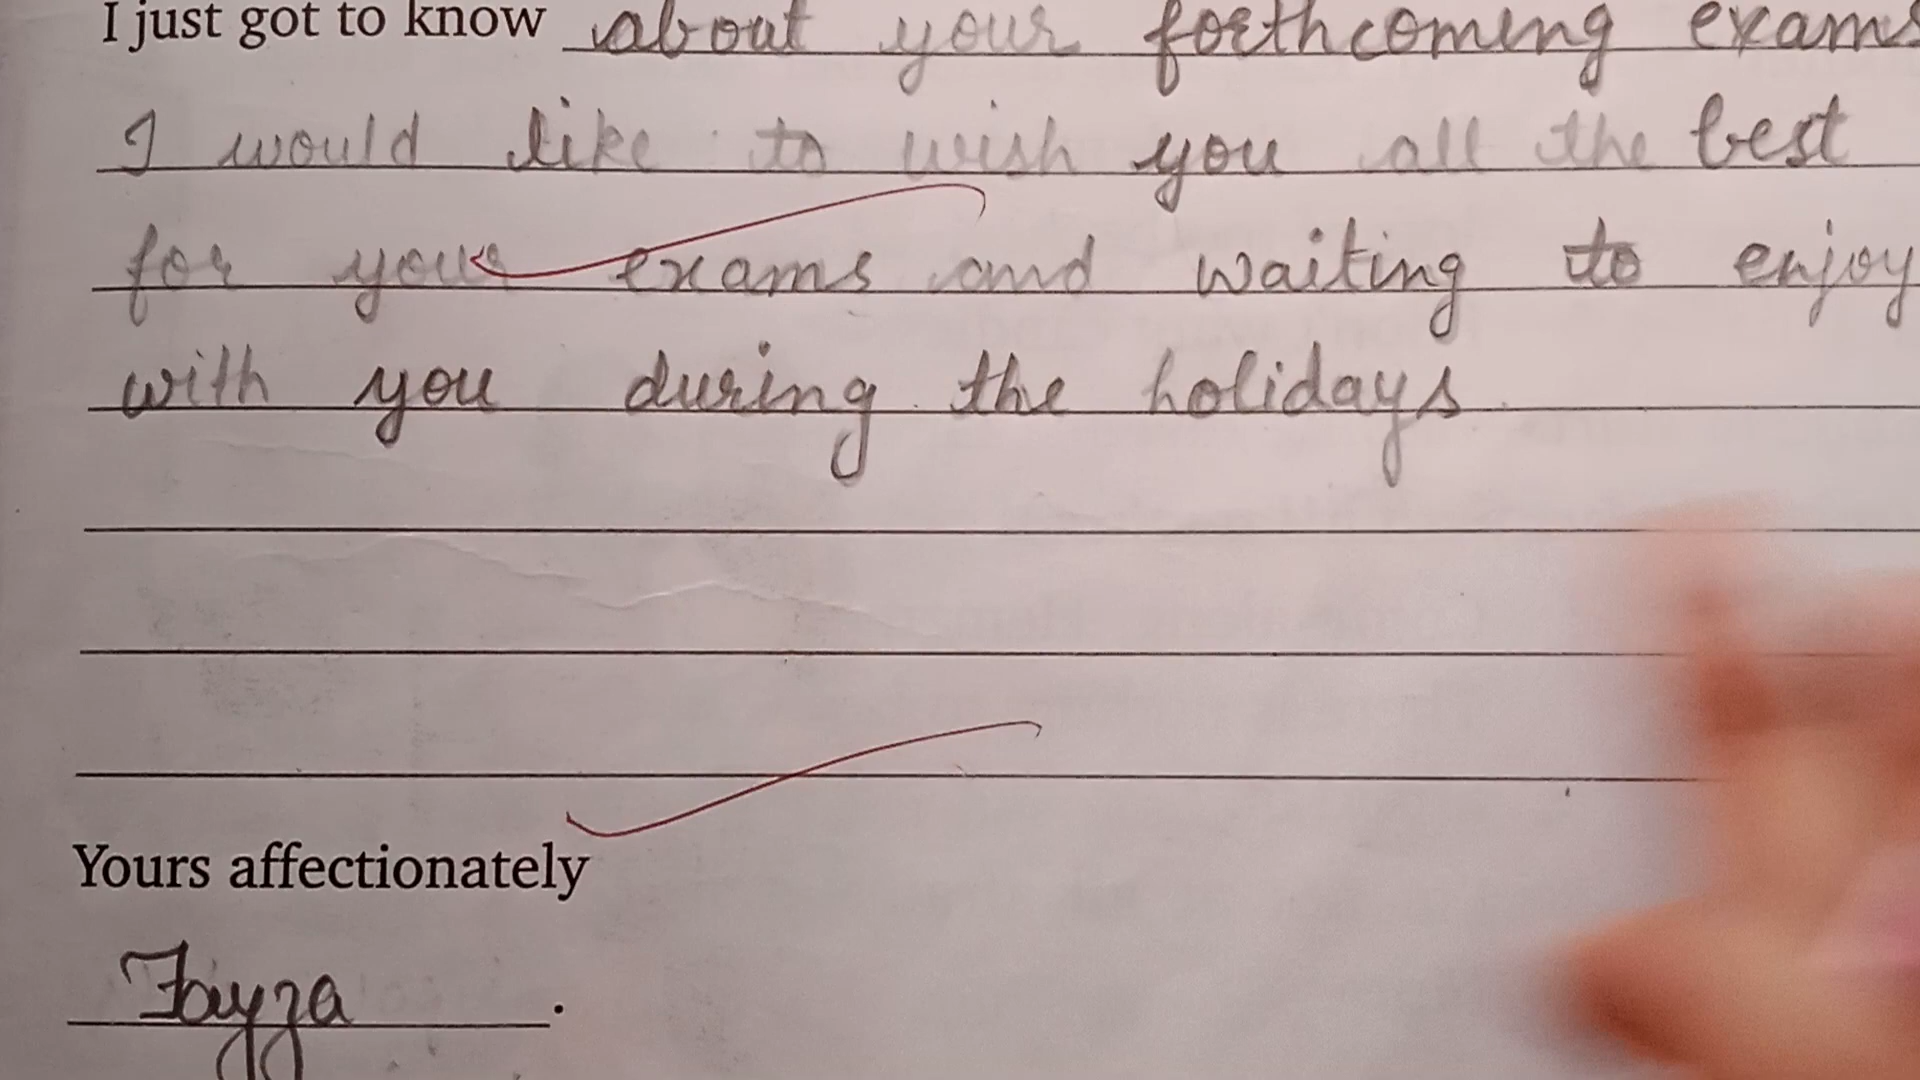 I just got to know about your forthcoming exams
I would like to wish you all the best
for your exams and waiting to enjoy
with you during the holidays
Yours affectionately
Fayza.